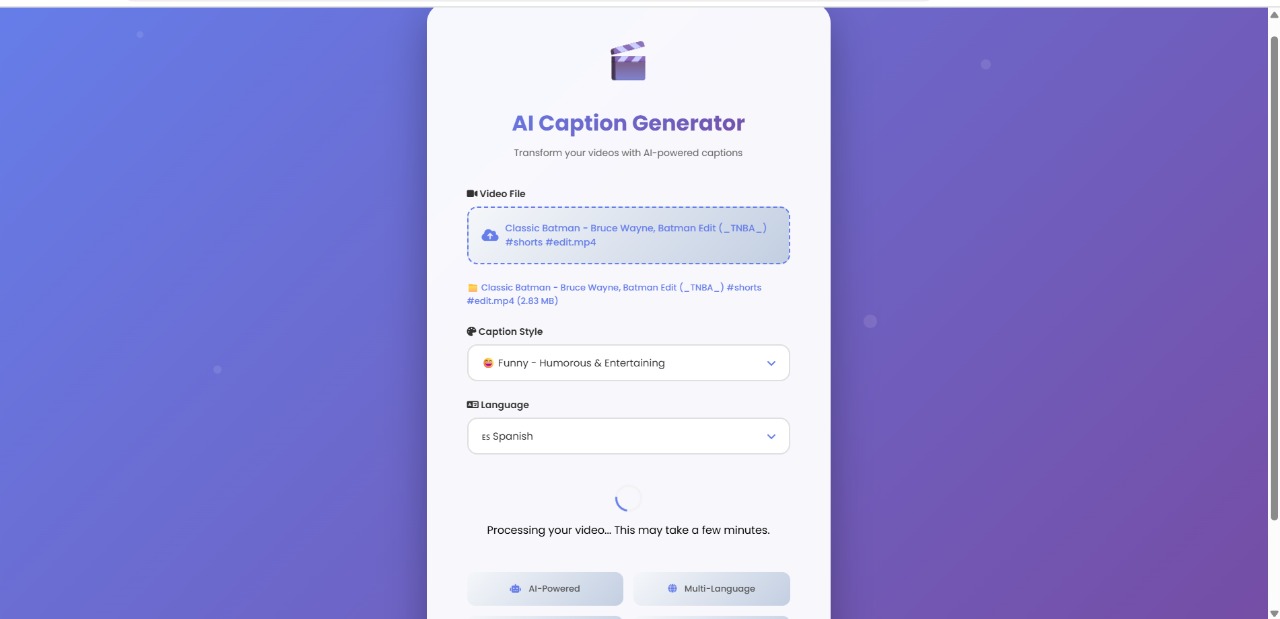 AI Caption Generator
Transform your videos with AI-powered captions
Video File
Classic Batman - Bruce Wayne, Batman Edit (_TNBA_)
#shorts #edit.mp4
Classic Batman - Bruce Wayne, Batman Edit (_TNBA_) #shorts
#edit.mp4 (2.83 MB)
Caption Style
Funny - Humorous & Entertaining
Language
ES Spanish
Processing your video... This may take a few minutes.
AI-Powered
Multi-Language